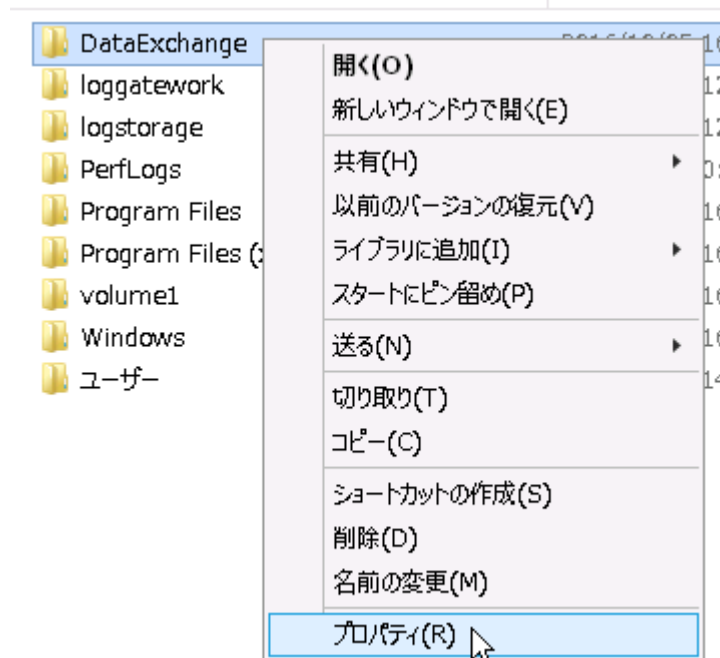 DataExchange
loggatework
logstorage
PerfLogs
Program Files
Program Files (
volume1
Windows
ユーザー
開く(O)
新しいウィンドウで開く(E)
共有(H)
以前のバージョンの復元(V)
ライブラリに追加(I)
スタートにピン留め(P)
送る(N)
切り取り(T)
コピー(C)
ショートカットの作成(S)
削除(D)
名前の変更(M)
プロパティ(R)